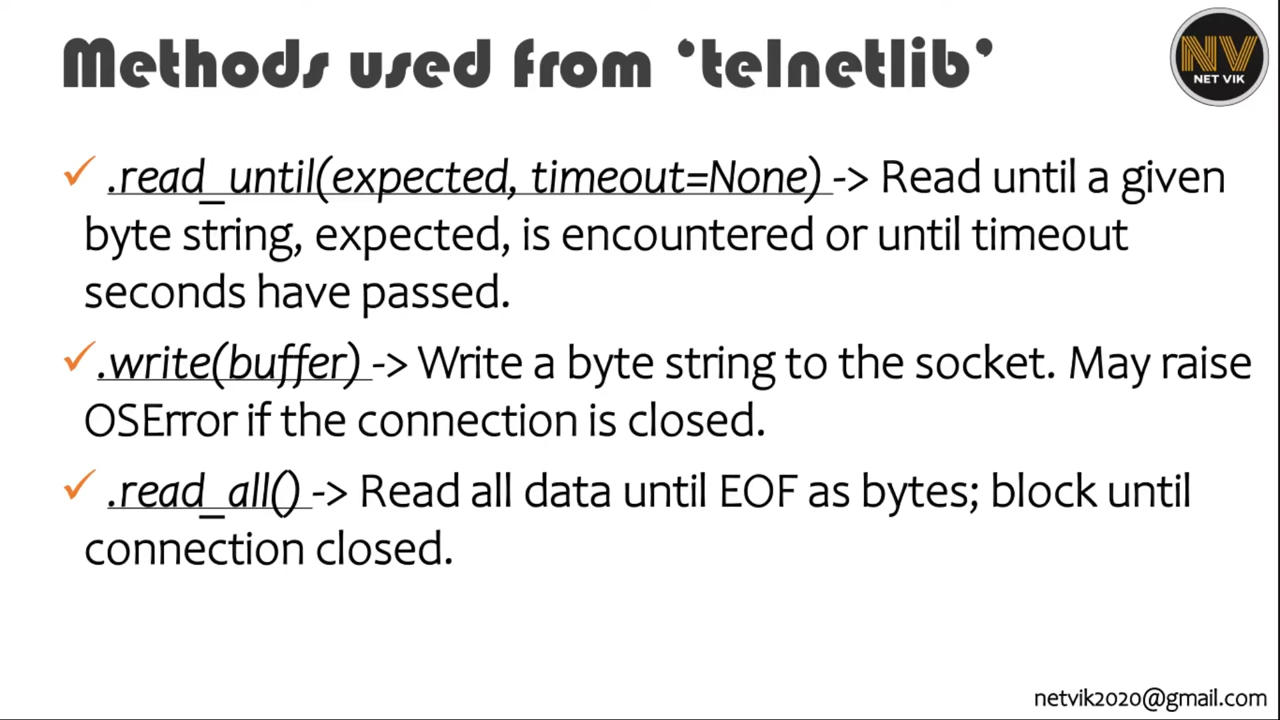 Methods used from ‘telnetlib’
NV
NET VIK
✓ .read_until(expected, timeout=None) -> Read until a given
byte string, expected, is encountered or until timeout
seconds have passed.
✓ .write(buffer) -> Write a byte string to the socket. May raise
OSError if the connection is closed.
✓ .read_all() -> Read all data until EOF as bytes; block until
connection closed.
netvik2020@gmail.com